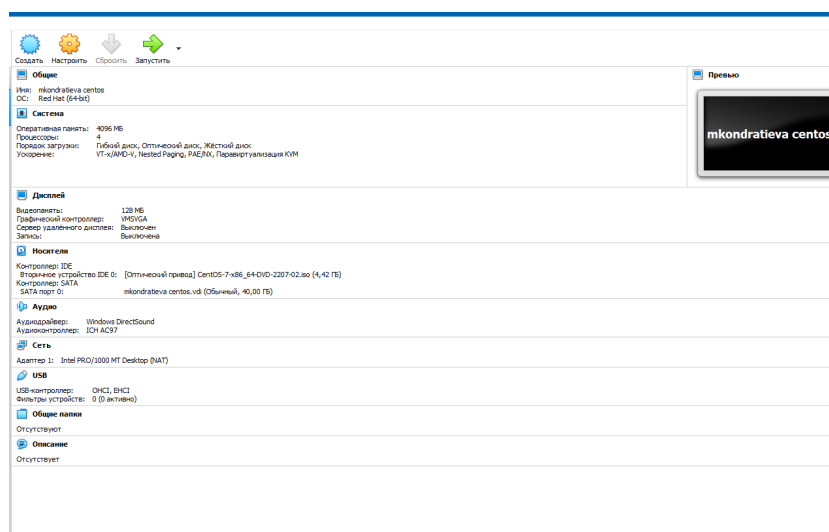 Создать Настроить Сбросить Запустить
Общие
Имя: mkondratieva centos
ОС: Red Hat (64-bit)
Превью
mkondratieva centos
Система
Оперативная память: 4096 МБ
Процессоры: 4
Порядок загрузки: Гибкий диск, Оптический диск, Жёсткий диск
Ускорение: VT-x/AMD-V, Nested Paging, PAE/NX, Паравиртуализация KVM
Дисплей
Видеопамять: 128 МБ
Графический контроллер: VMSVGA
Сервер удалённого дисплея: Выключен
Запись: Выключена
Носители
Контроллер: IDE
Вторичное устройство IDE 0: [Оптический привод] CentOS-7-x86_64-DVD-2207-02.iso (4,42 ГБ)
Контроллер: SATA
SATA порт 0: mkondratieva centos.vdi (Обычный, 40,00 ГБ)
Аудио
Аудиодрайвер: Windows DirectSound
Аудиоконтроллер: ICH AC97
Сеть
Адаптер 1: Intel PRO/1000 MT Desktop (NAT)
USB
USB-контроллер: OHCI, EHCI
Фильтры устройств: 0 (0 активно)
Общие папки
Отсутствуют
Описание
Отсутствует